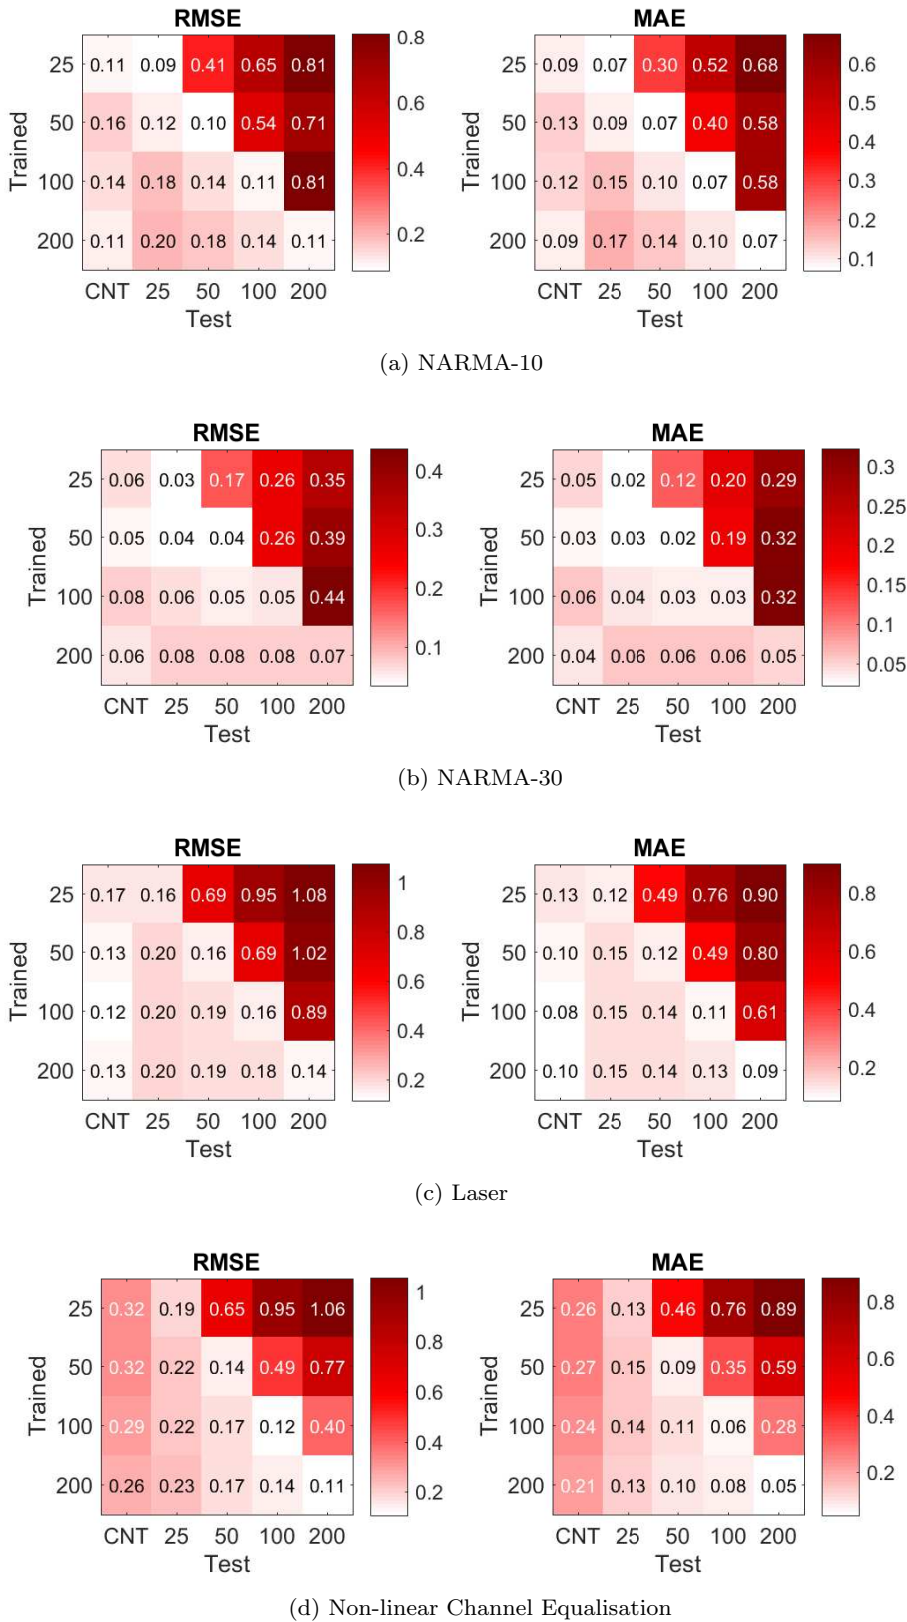 RMSE
MAE
Trained
25 0.11 0.09 0.41 0.65 0.81
50 0.16 0.12 0.10 0.54 0.71
100 0.14 0.18 0.14 0.11 0.81
200 0.11 0.20 0.18 0.14 0.11
CNT 25 50 100 200
Test
0.8
0.6
0.4
0.2
Trained
25 0.09 0.07 0.30 0.52 0.68
50 0.13 0.09 0.07 0.40 0.58
100 0.12 0.15 0.10 0.07 0.58
200 0.09 0.17 0.14 0.10 0.07
CNT 25 50 100 200
Test
0.6
0.5
0.4
0.3
0.2
0.1
(a) NARMA-10
RMSE
MAE
Trained
25 0.06 0.03 0.17 0.26 0.35
50 0.05 0.04 0.04 0.26 0.39
100 0.08 0.06 0.05 0.05 0.44
200 0.06 0.08 0.08 0.08 0.07
CNT 25 50 100 200
Test
0.4
0.3
0.2
0.1
Trained
25 0.05 0.02 0.12 0.20 0.29
50 0.03 0.03 0.02 0.19 0.32
100 0.06 0.04 0.03 0.03 0.32
200 0.04 0.06 0.06 0.06 0.05
CNT 25 50 100 200
Test
0.3
0.25
0.2
0.15
0.1
0.05
(b) NARMA-30
RMSE
MAE
Trained
25 0.17 0.16 0.69 0.95 1.08
50 0.13 0.20 0.16 0.69 1.02
100 0.12 0.20 0.19 0.16 0.89
200 0.13 0.20 0.19 0.18 0.14
CNT 25 50 100 200
Test
1
0.8
0.6
0.4
0.2
Trained
25 0.13 0.12 0.49 0.76 0.90
50 0.10 0.15 0.12 0.49 0.80
100 0.08 0.15 0.14 0.11 0.61
200 0.10 0.15 0.14 0.13 0.09
CNT 25 50 100 200
Test
0.8
0.6
0.4
0.2
(c) Laser
RMSE
MAE
Trained
25 0.32 0.19 0.65 0.95 1.06
50 0.32 0.22 0.14 0.49 0.77
100 0.29 0.22 0.17 0.12 0.40
200 0.26 0.23 0.17 0.14 0.11
CNT 25 50 100 200
Test
1
0.8
0.6
0.4
0.2
Trained
25 0.26 0.13 0.46 0.76 0.89
50 0.27 0.15 0.09 0.35 0.59
100 0.24 0.14 0.11 0.06 0.28
200 0.21 0.13 0.10 0.08 0.05
CNT 25 50 100 200
Test
0.8
0.6
0.4
0.2
(d) Non-linear Channel Equalisation